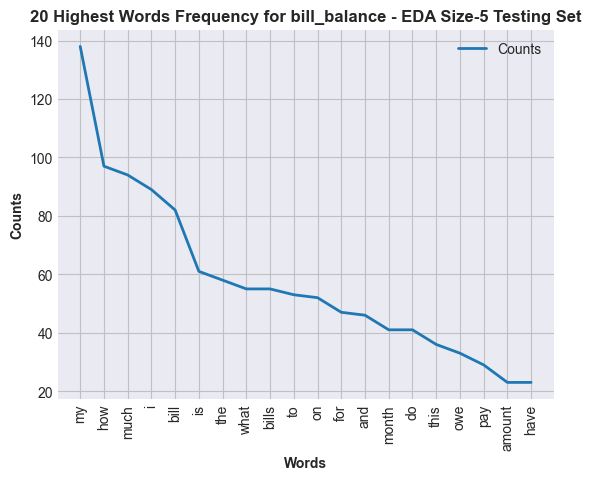 20 Highest Words Frequency for bill_balance - EDA Size-5 Testing Set
Counts
140
120
100
80
60
40
20
Counts
my
how
much
i
bill
is
the
what
bills
to
on
for
and
month
do
this
owe
pay
amount
have
Words